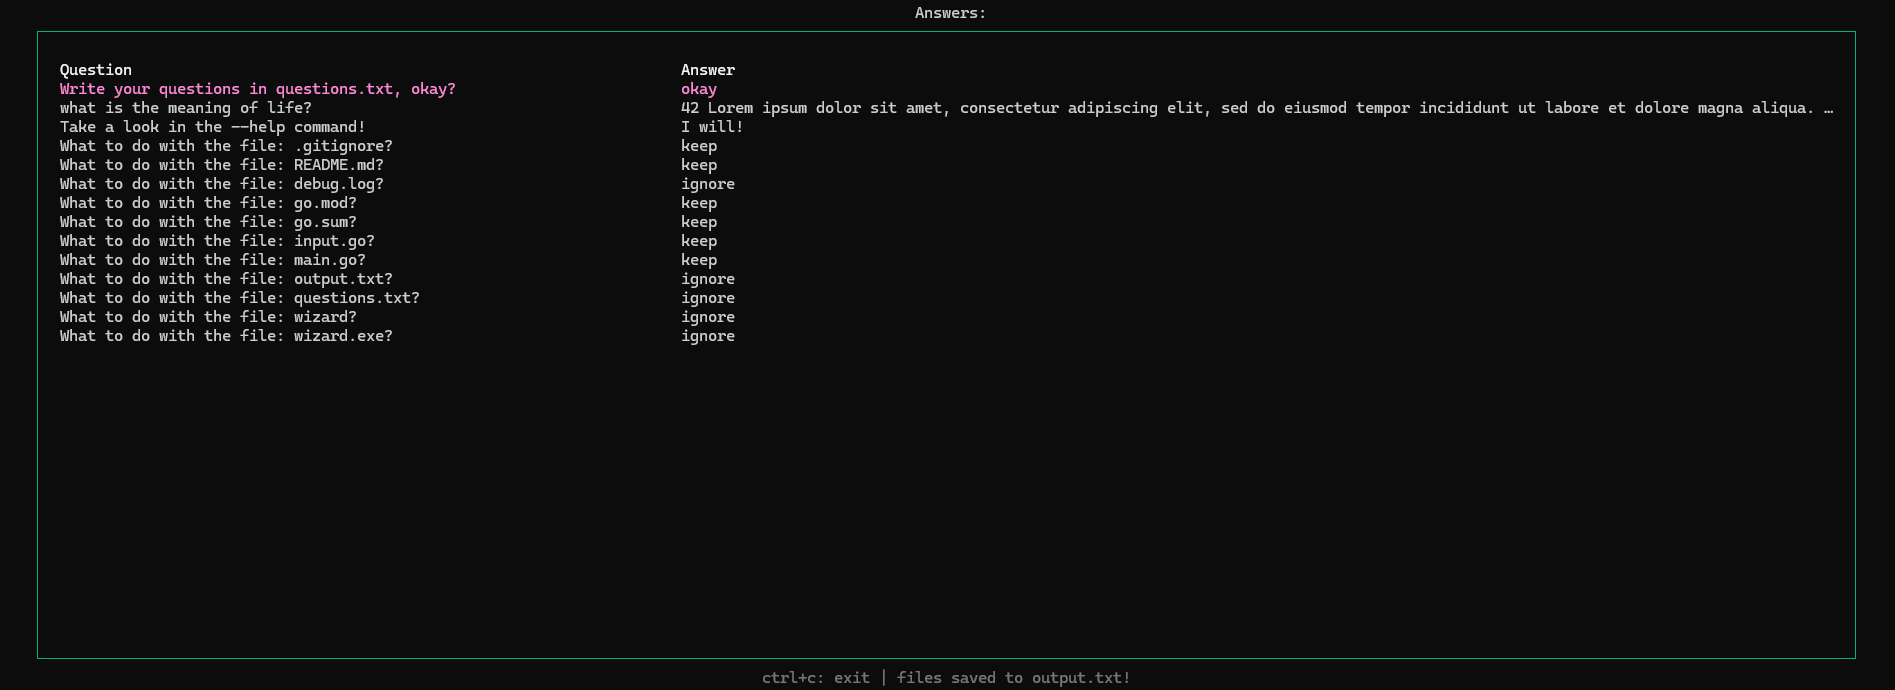 Answers:
Question Answer
Write your questions in questions.txt, okay? okay
what is the meaning of life? 42 Lorem ipsum dolor sit amet, consectetur adipiscing elit, sed do eiusmod tempor incididunt ut labore et dolore magna aliqua. …
Take a look in the --help command! I will!
What to do with the file: .gitignore? keep
What to do with the file: README.md? keep
What to do with the file: debug.log? ignore
What to do with the file: go.mod? keep
What to do with the file: go.sum? keep
What to do with the file: input.go? keep
What to do with the file: main.go? keep
What to do with the file: output.txt? ignore
What to do with the file: questions.txt? ignore
What to do with the file: wizard? ignore
What to do with the file: wizard.exe? ignore
ctrl+c: exit | files saved to output.txt!